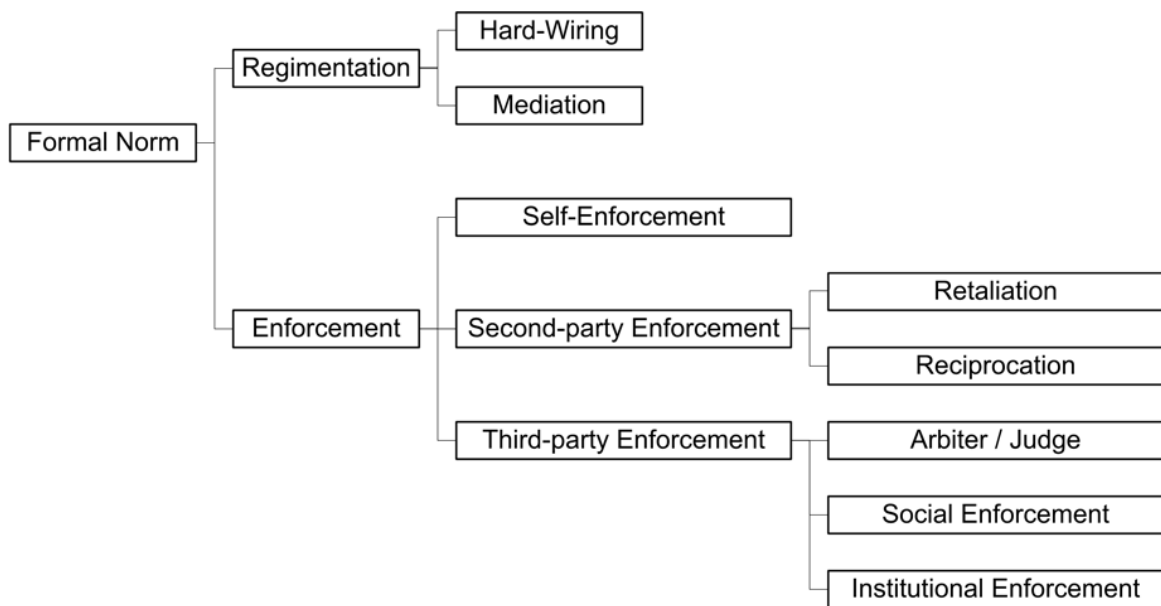 Hard-Wiring
Regimentation
Mediation
Formal Norm
Self-Enforcement
Retaliation
Enforcement
Second-party Enforcement
Reciprocation
Third-party Enforcement
Arbiter / Judge
Social Enforcement
Institutional Enforcement